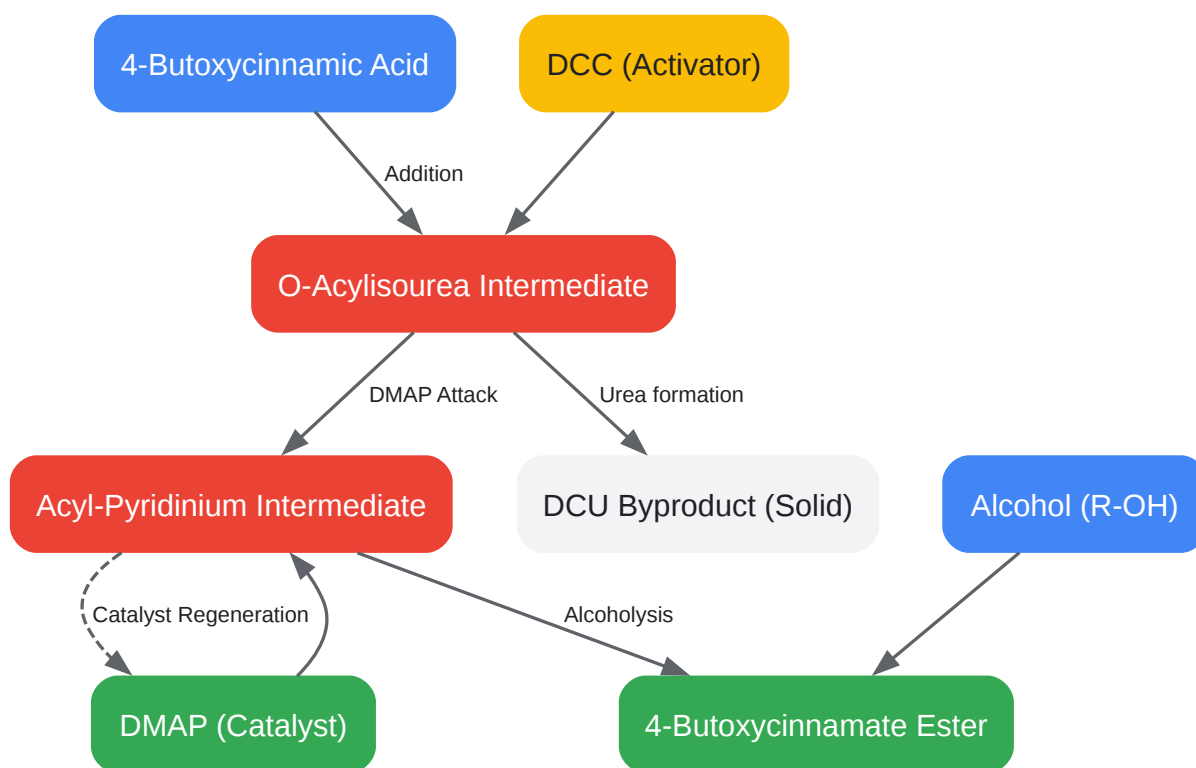 4-Butoxycinnamic Acid
DCC (Activator)
Addition
O-Acylisourea Intermediate
DMAP Attack
Urea formation
Acyl-Pyridinium Intermediate
DCU Byproduct (Solid)
Alcohol (R-OH)
Catalyst Regeneration
Alcoholysis
DMAP (Catalyst)
4-Butoxycinnamate Ester